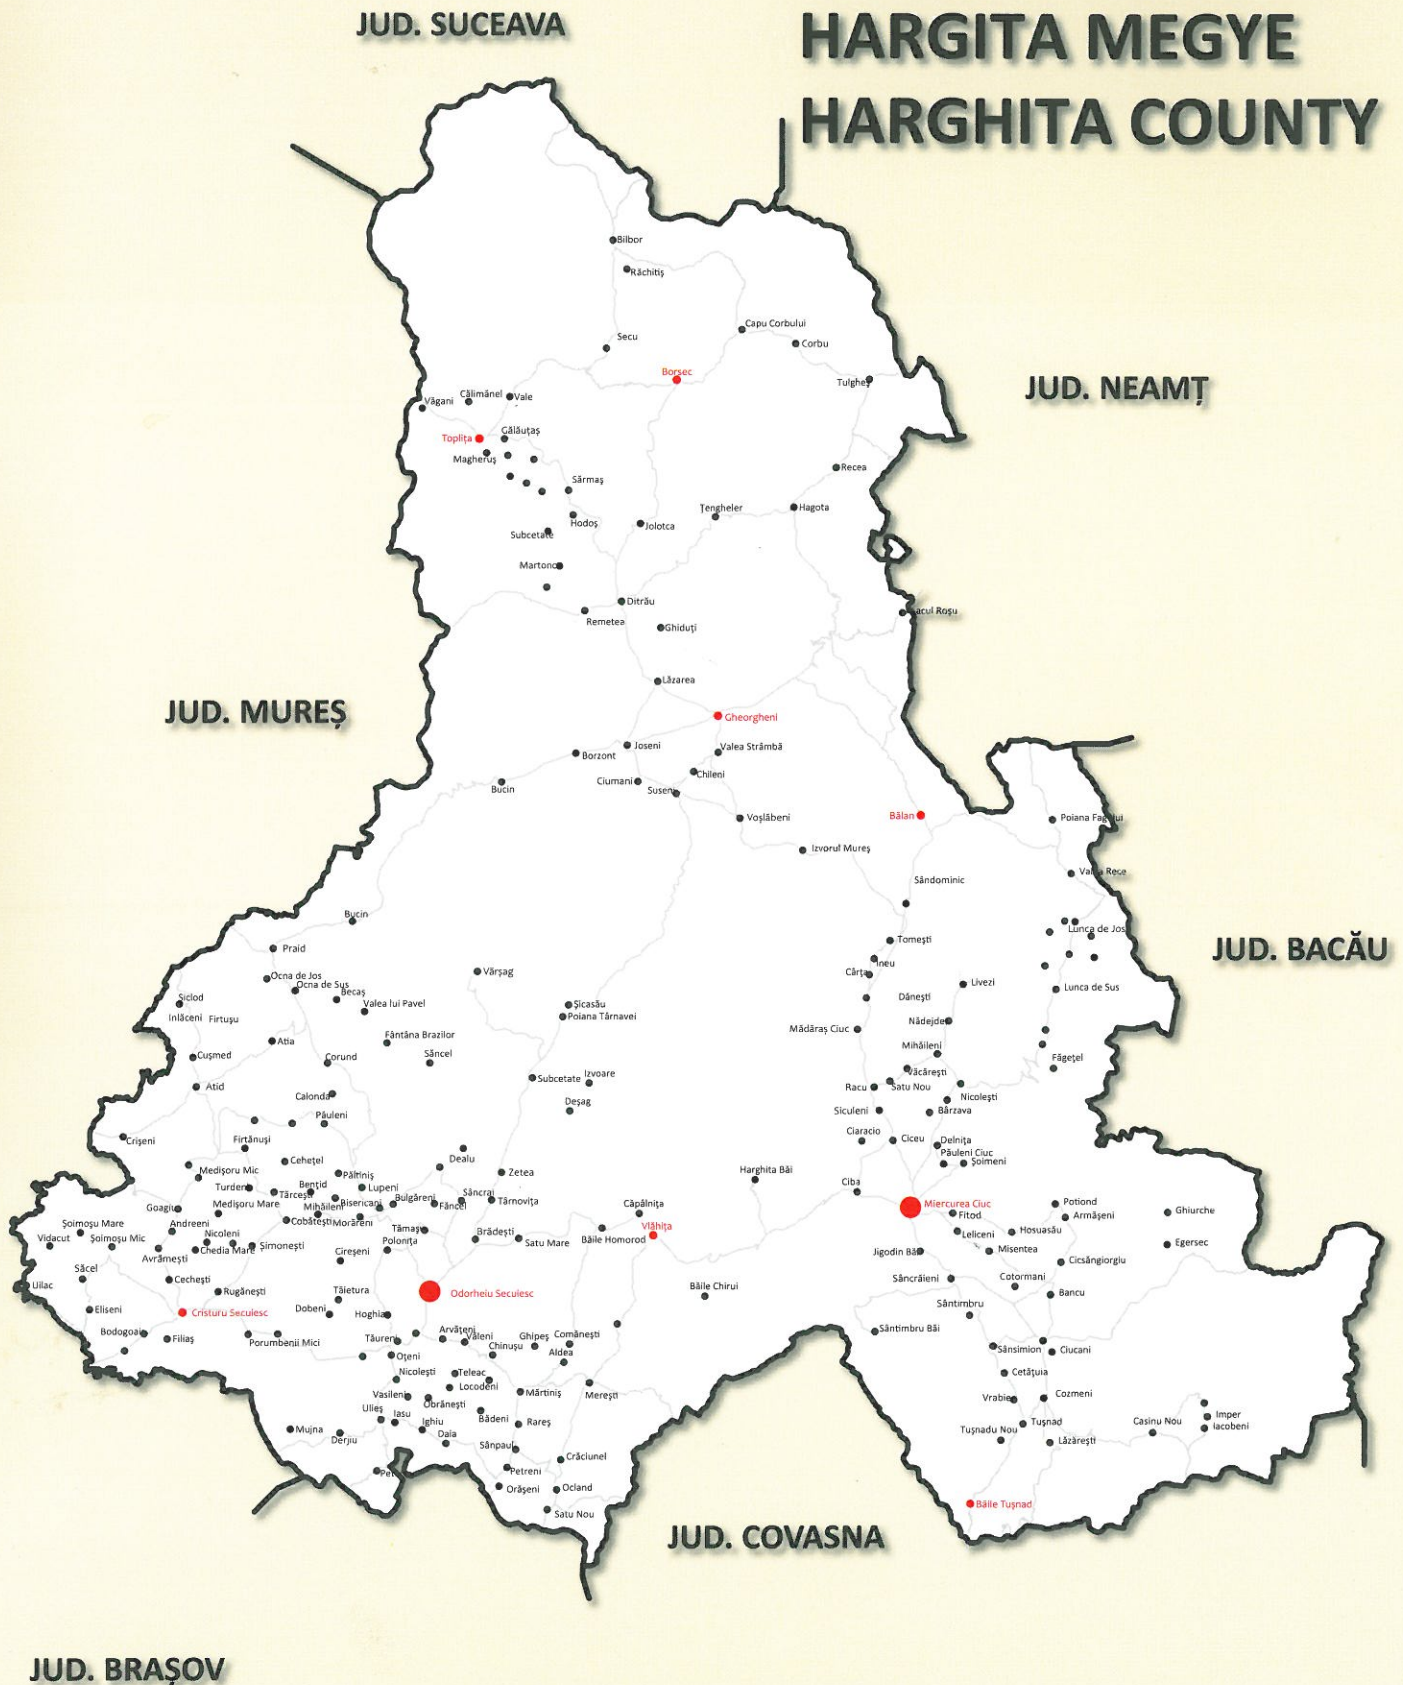 JUD. SUCEAVA
HARGITA MEGYE
HARGHITA COUNTY
Bilbor
Răchitiș
Secu
Capu Corbului
Corbu
Borsec
Tulgheș
JUD. NEAMȚ
Călimănel
Vale
Văgani
Toplița
Gălăuțaș
Magheruș
Recea
Sărmaș
Țengheler
Hagota
Hodoș
Jolotca
Subcetate
Martono
Ditrău
Remetea
Ghiduți
acul Roșu
Lăzarea
JUD. MUREȘ
Gheorgheni
Joseni
Valea Strâmbă
Borzont
Chileni
Ciumani
Bucin
Suseni
Voșlăbeni
Bălan
Poiana Fagului
Izvorul Mureș
Valea Rece
Sândominic
Bucin
Lunca de Jos
Praid
Tomești
JUD. BACĂU
Ineu
Cârța
Vărșag
Ocna de Jos
Ocna de Sus
Livezi
Lunca de Sus
Becaș
Siclod
Dănești
Valea lui Pavel
Șicasău
Poiana Târnavei
Inlăceni
Firtușu
Nădejdea
Mădăraș Ciuc
Fântâna Brazilor
Atia
Mihăileni
Cușmed
Corund
Sâncel
Făgețel
Văcărești
Subcetate
Izvoare
Atid
Racu
Satu Nou
Calonda
Nicolești
Deșag
Siculeni
Bârzava
Păuleni
Ciaracio
Crișeni
Firtănuși
Ciceu
Delnița
Păuleni Ciuc
Cehețel
Dealu
Șoimeni
Medișoru Mic
Harghita Băi
Păltiniș
Zetea
Ciba
Turdeni
Bențid
Lupeni
Tărcești
Sâncrai
Bulgăreni
Târnovița
Medișoru Mare
Mihăileni
Bisericani
Fâncel
Căpâlnița
Miercurea Ciuc
Potiond
Goagiu
Ghiurche
Fitod
Armășeni
Șoimoșu Mare
Andreeni
Cobătești
Morăreni
Vlăhița
Vidacut
Șoimoșu Mic
Nicoleni
Tămașu
Brădești
Leliceni
Hosuasău
Polonița
Satu Mare
Băile Homorod
Egersec
Avrămești
Chedia Mare
Șimonești
Cireșeni
Jigodin Băi
Misentea
Cicsângiorgiu
Săcel
Cechești
Sâncrăieni
Cotormani
Uilac
Rugănești
Tăietura
Odorheiu Secuiesc
Băile Chirui
Bancu
Eliseni
Cristuru Secuiesc
Dobeni
Hoghia
Sântimbru
Bodogoai
Filiaș
Porumbenii Mici
Tăureni
Arvățeni
Văleni
Ghipeș
Comănești
Sântimbru Băi
Chinușu
Aldea
Sânsimion
Ciucani
Oțeni
Nicolești
Teleac
Cetățuia
Locodeni
Mărtiniș
Merești
Vasileni
Obrănești
Vrabie
Cozmeni
Ulieș
Iasu
Bădeni
Rareș
Tușnad
Imper
Mujna
Ighiu
Casinu Nou
Iacobeni
Derjiu
Daia
Tușnadu Nou
Lăzărești
Sânpaul
Crăciunel
Petreni
Orășeni
Ocland
Satu Nou
Băile Tușnad
JUD. COVASNA
JUD. BRAȘOV